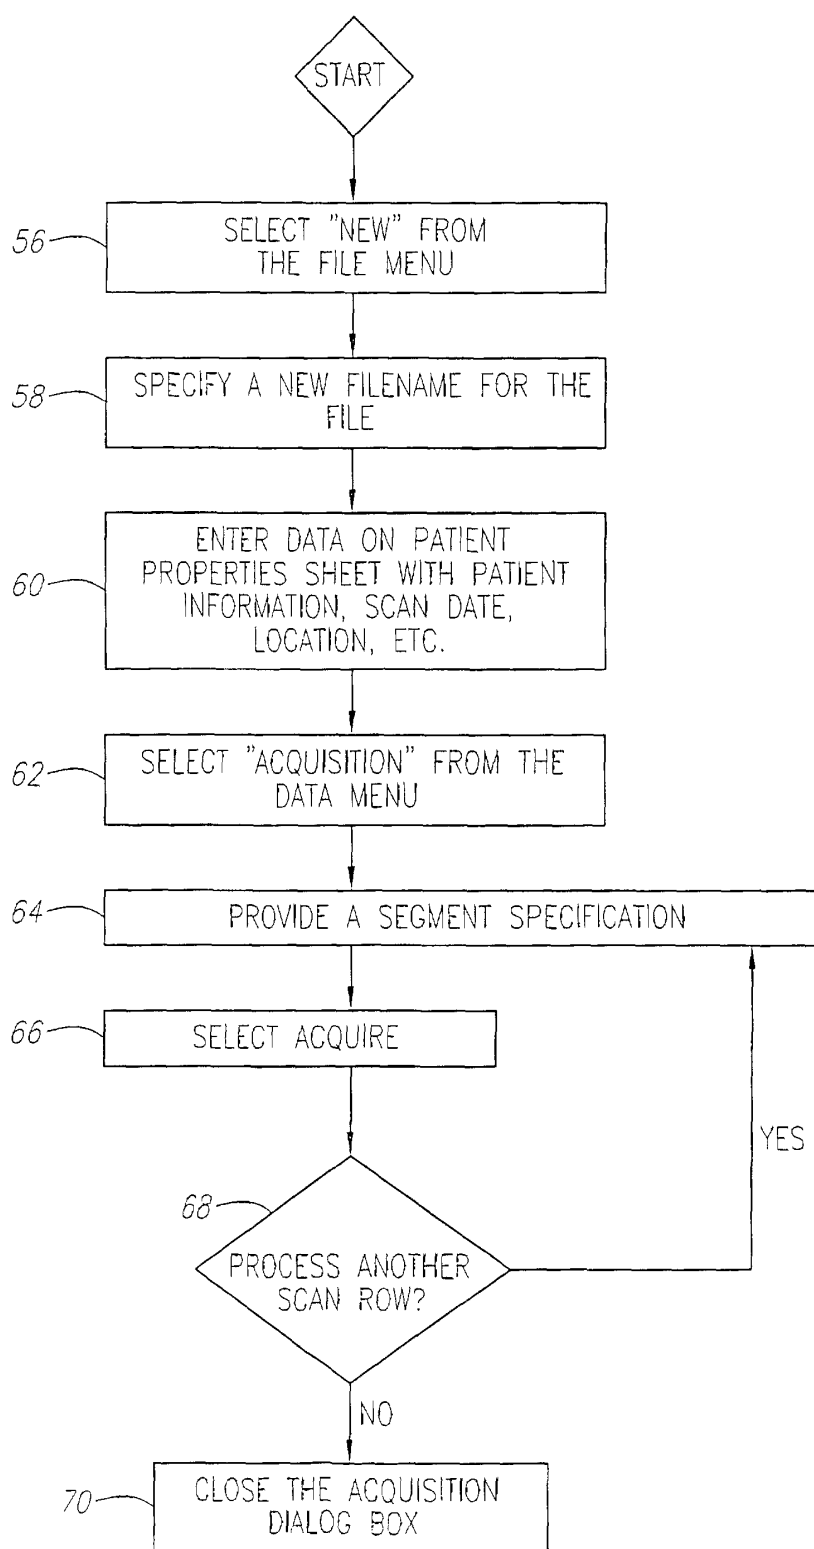 START
56
SELECT "NEW" FROM
THE FILE MENU
58
SPECIFY A NEW FILENAME FOR THE
FILE
60
ENTER DATA ON PATIENT
PROPERTIES SHEET WITH PATIENT
INFORMATION, SCAN DATE,
LOCATION, ETC.
62
SELECT "ACQUISITION" FROM THE
DATA MENU
64
PROVIDE A SEGMENT SPECIFICATION
66
SELECT ACQUIRE
YES
68
PROCESS ANOTHER
SCAN ROW?
NO
70
CLOSE THE ACQUISITION
DIALOG BOX